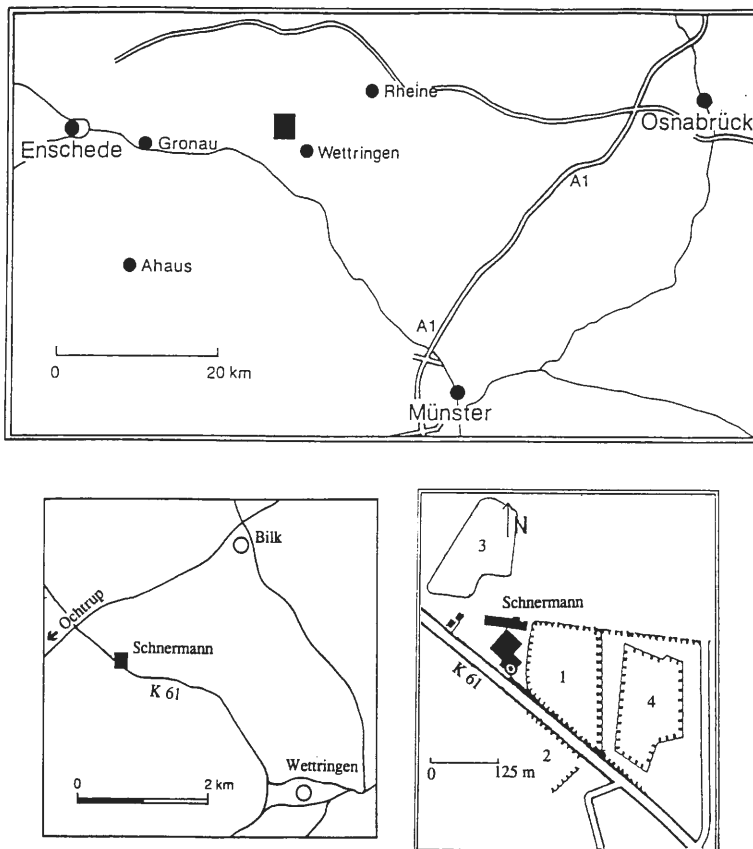 Rheine
Osnabrück
Enschede
Gronau
Wettringen
A1
Ahaus
A1
0 20 km
Münster
Bilk
Ochtrup
Schnermann
K 61
Wettringen
0 2 km
N
3
Schnermann
K 61
1
4
2
0 125 m